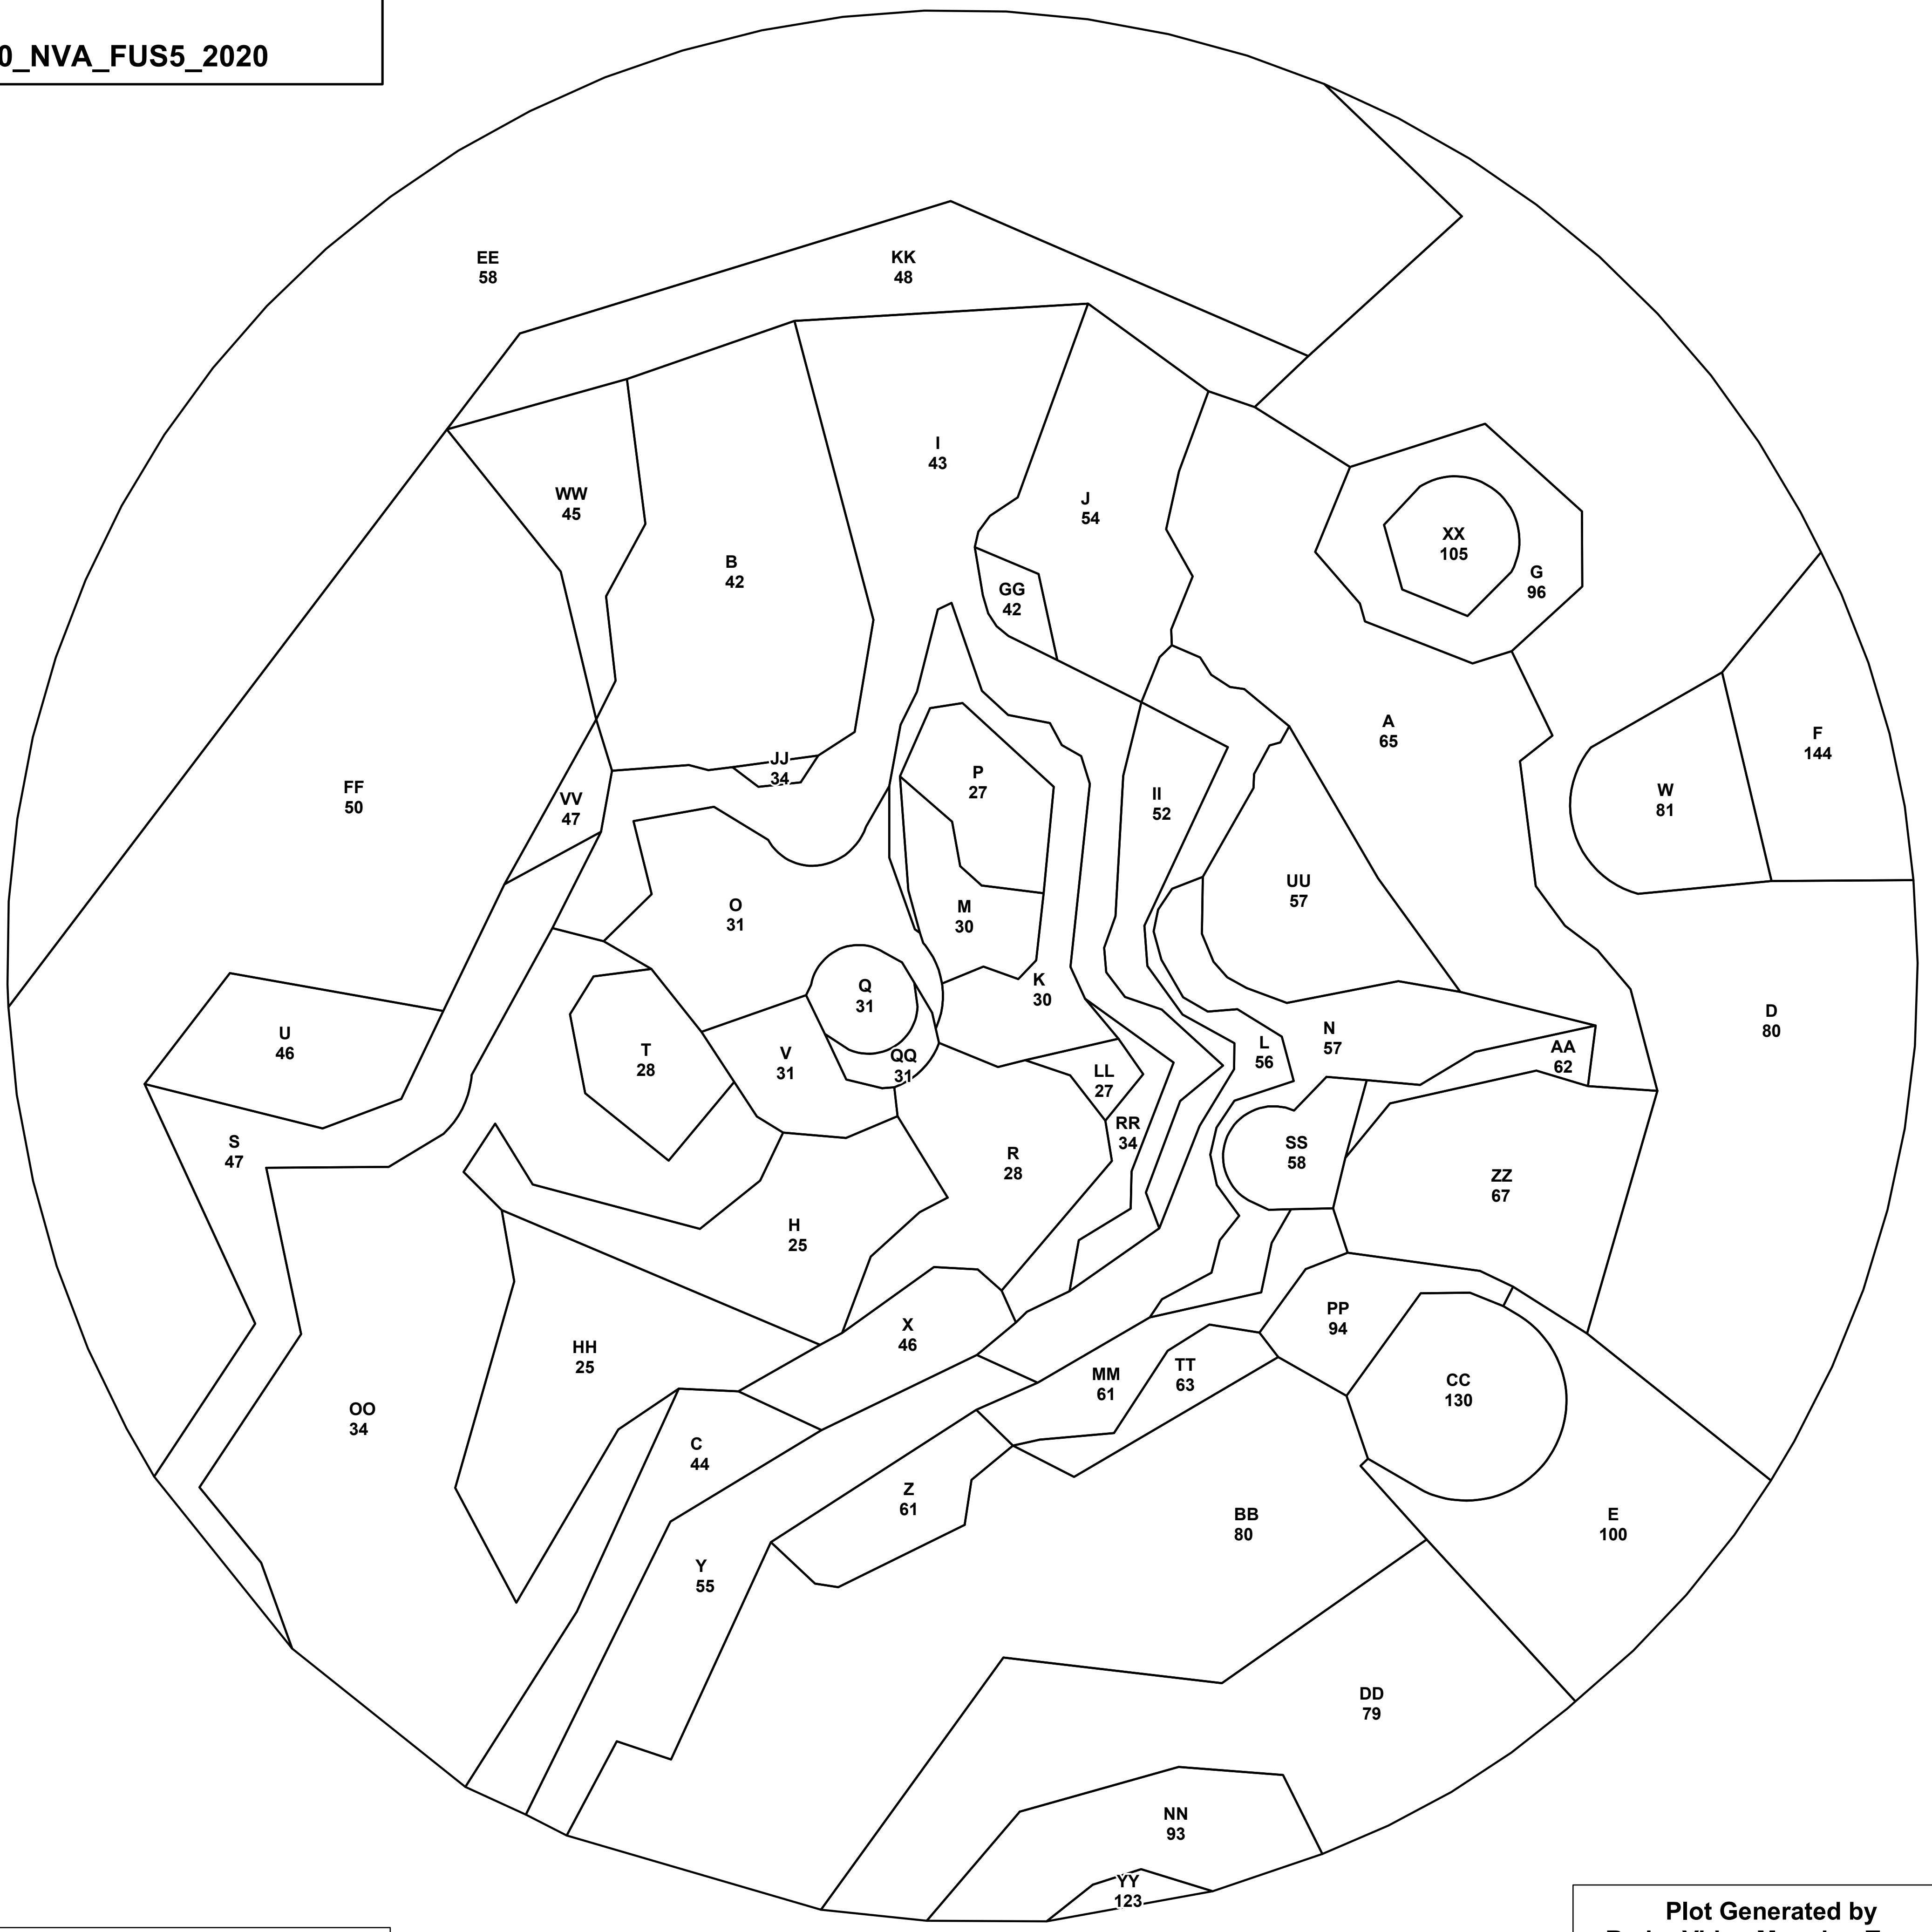 0_NVA_FUS5_2020
EE
58
KK
48
I
43
WW
45
J
54
XX
105
B
42
G
96
GG
42
A
65
F
144
JJ
34
P
27
FF
50
VV
47
II
52
W
81
UU
57
O
31
M
30
Q
31
K
30
D
80
U
46
N
57
L
56
AA
62
T
28
V
31
QQ
31
LL
27
RR
34
S
47
R
28
SS
58
ZZ
67
H
25
PP
94
X
46
HH
25
MM
61
TT
63
CC
130
OO
34
C
44
Z
61
BB
80
E
100
Y
55
DD
79
NN
93
YY
123
Plot Generated by